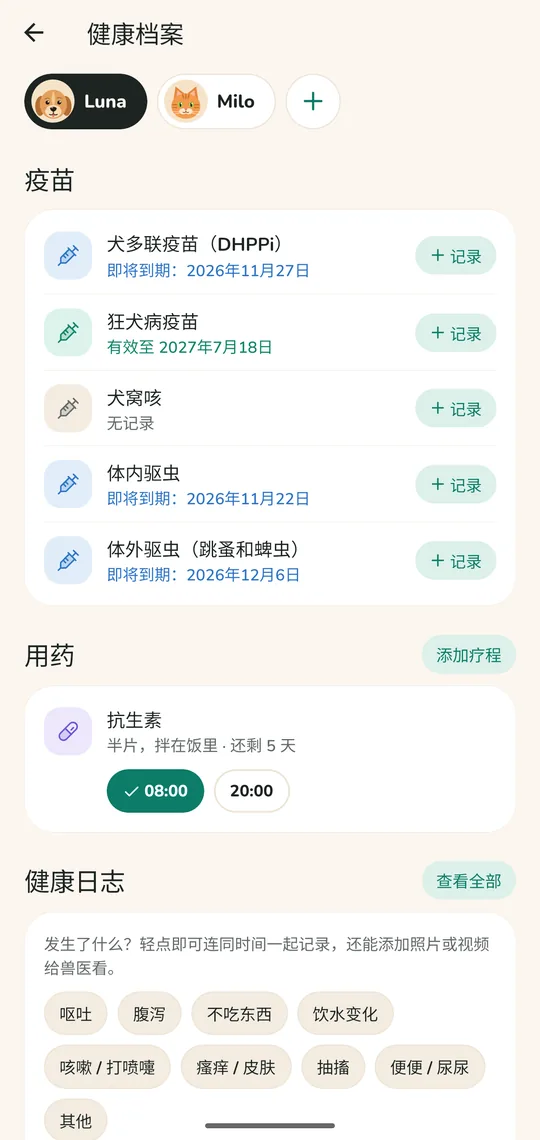 健康档案
Luna
Milo
疫苗
犬多联疫苗（DHPPi）
即将到期：2026年11月27日
+ 记录
狂犬病疫苗
有效至 2027年7月18日
+ 记录
犬窝咳
无记录
+ 记录
体内驱虫
即将到期：2026年11月22日
+ 记录
体外驱虫（跳蚤和蜱虫）
即将到期：2026年12月6日
+ 记录
用药
添加疗程
抗生素
半片，拌在饭里 · 还剩 5 天
08:00
20:00
健康日志
查看全部
发生了什么？轻点即可连同时间一起记录，还能添加照片或视频
给兽医看。
呕吐
腹泻
不吃东西
饮水变化
咳嗽 / 打喷嚏
瘙痒 / 皮肤
抽搐
便便 / 尿尿
其他